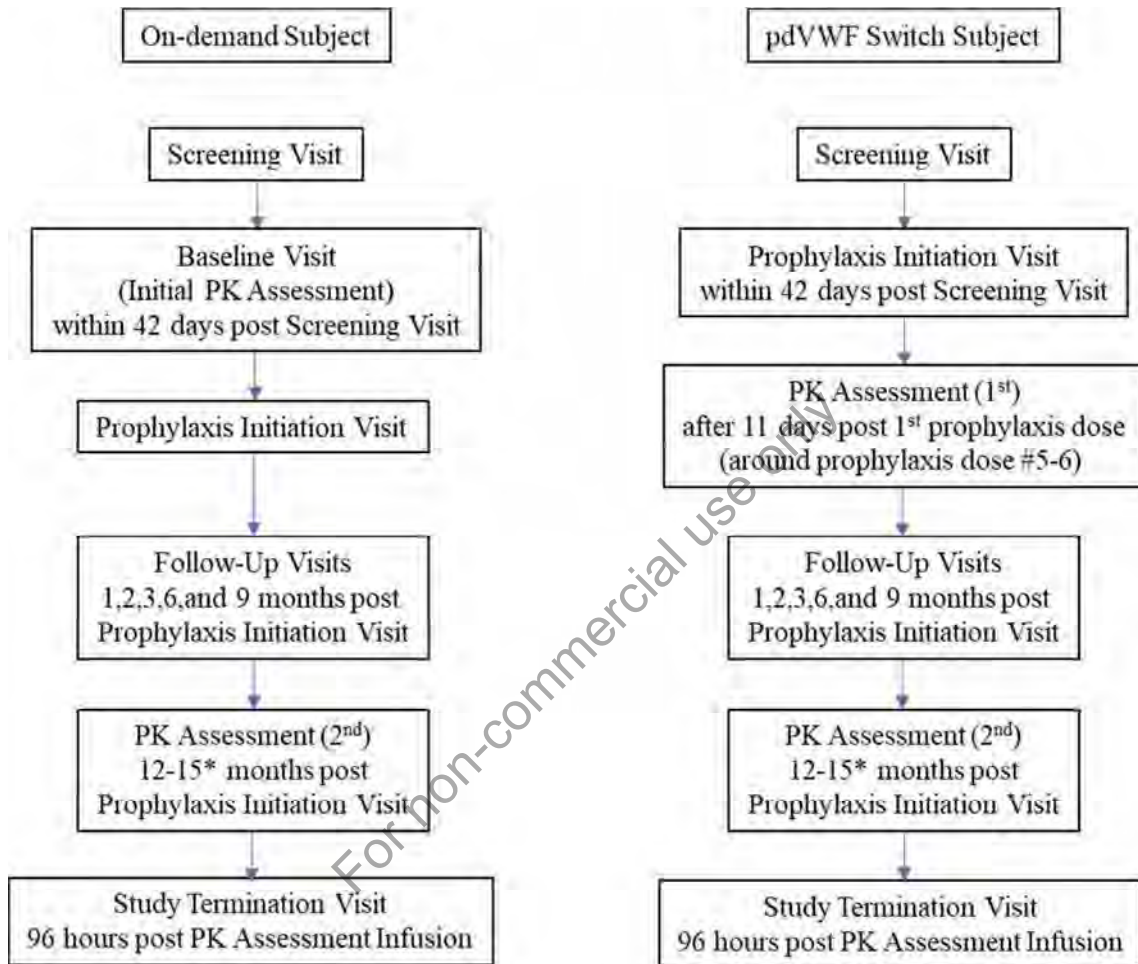 On-demand Subject
Screening Visit
Baseline Visit
(Initial PK Assessment)
within 42 days post Screening Visit
Prophylaxis Initiation Visit
Follow-Up Visits
1,2,3,6,and 9 months post
Prophylaxis Initiation Visit
PK Assessment (2nd)
12-15* months post
Prophylaxis Initiation Visit
Study Termination Visit
96 hours post PK Assessment Infusion
pdVWF Switch Subject
Screening Visit
Prophylaxis Initiation Visit
within 42 days post Screening Visit
PK Assessment (1st)
after 11 days post 1st prophylaxis dose
(around prophylaxis dose #5-6)
Follow-Up Visits
1,2,3,6,and 9 months post
Prophylaxis Initiation Visit
PK Assessment (2nd)
12-15* months post
Prophylaxis Initiation Visit
Study Termination Visit
96 hours post PK Assessment Infusion
For non-commercial use only